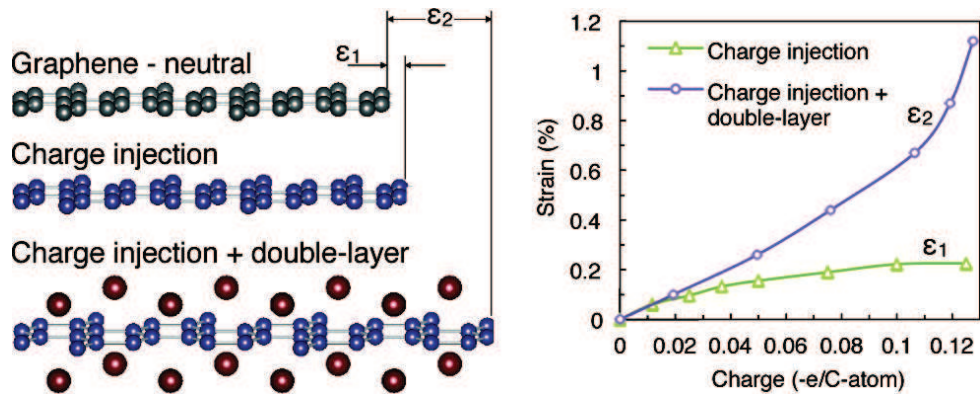 ε1
ε2
Graphene - neutral
Charge injection
Charge injection + double-layer
Charge injection
Charge injection +
double-layer
ε2
ε1
Strain (%)
1.2
1
0.8
0.6
0.4
0.2
0
0 0.02 0.04 0.06 0.08 0.1 0.12
Charge (-e/C-atom)